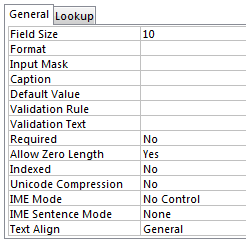 General Lookup
Field Size 10
Format
Input Mask
Caption
Default Value
Validation Rule
Validation Text
Required No
Allow Zero Length Yes
Indexed No
Unicode Compression No
IME Mode No Control
IME Sentence Mode None
Text Align General